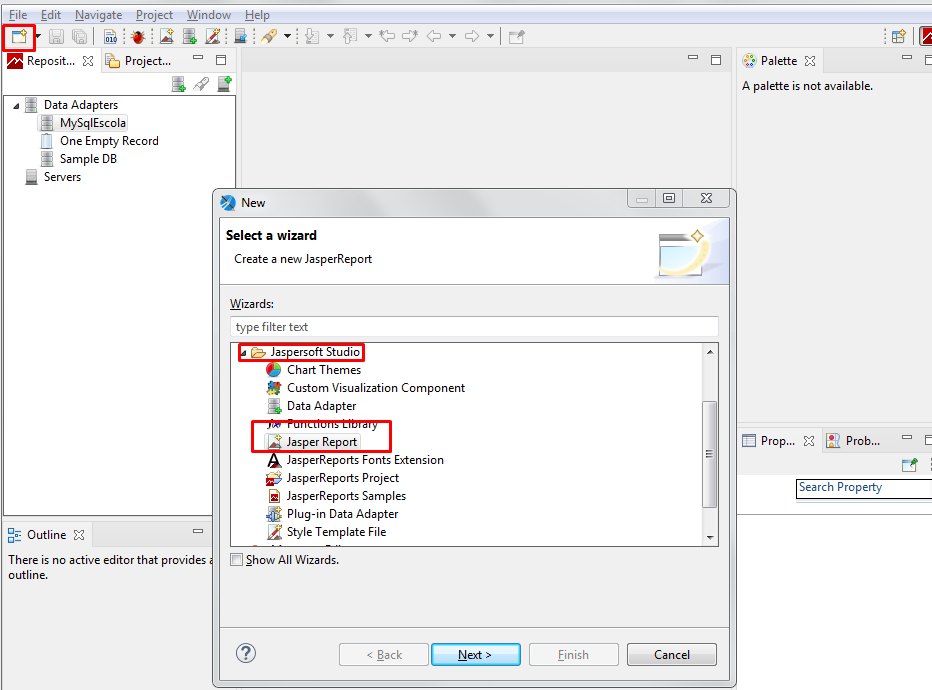 File Edit Navigate Project Window Help
010
Reposit... Project...
Palette
A palette is not available.
Data Adapters
MySqlEscola
One Empty Record
Sample DB
Servers
New
Select a wizard
Create a new JasperReport
Wizards:
type filter text
Jaspersoft Studio
Chart Themes
Custom Visualization Component
Data Adapter
Functions Library
Jasper Report
JasperReports Fonts Extension
JasperReports Project
JasperReports Samples
Plug-in Data Adapter
Style Template File
Show All Wizards.
< Back Next > Finish Cancel
Prop... Prob...
Search Property
Outline
There is no active editor that provides a
outline.